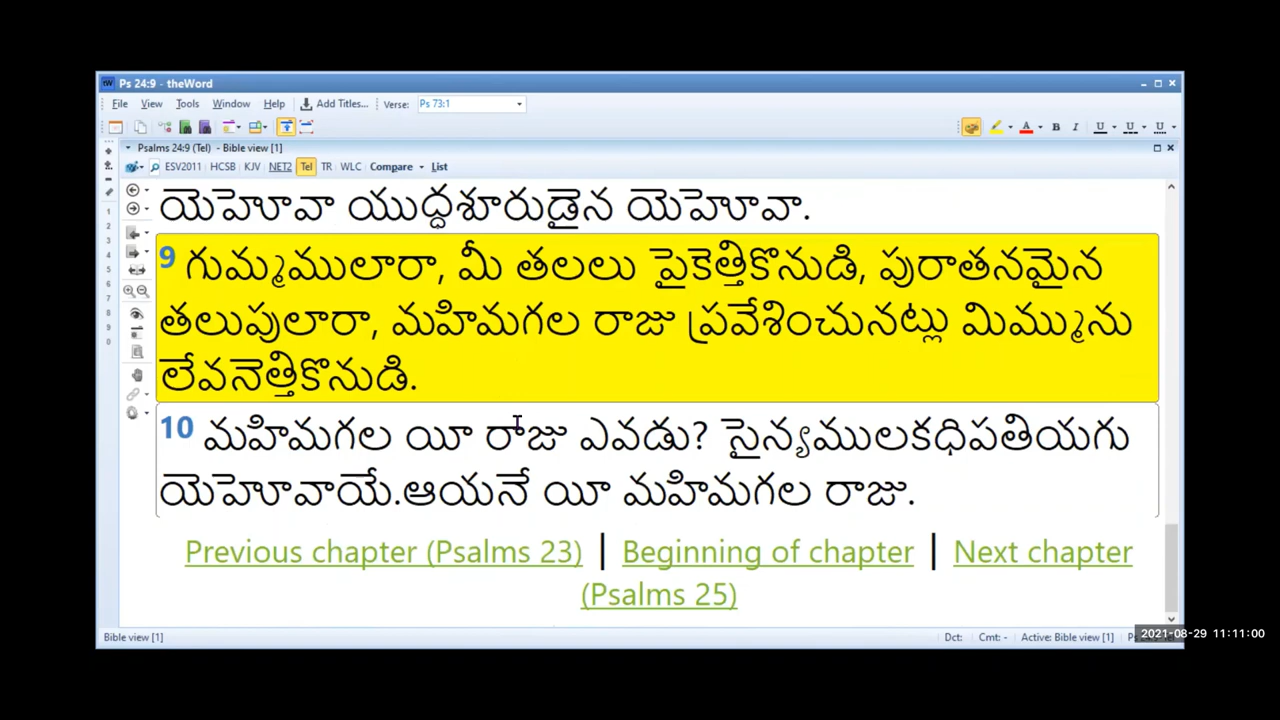 Ps 24:9 - theWord
File View Tools Window Help Add Titles... Verse: Ps 73:1
B I U U U
Psalms 24:9 (Tel) - Bible view [1]
ESV2011 HCSB KJV NET2 Tel TR WLC Compare List
యెహోవా యుద్ధశూరుడైన యెహోవా.
9 గుమ్మములారా, మీ తలలు పైకెత్తికొనుడి, పురాతనమైన
తలుపులారా, మహిమగల రాజు ప్రవేశించునట్లు మిమ్మును
లేవనెత్తికొనుడి.
10 మహిమగల యీ రాజు ఎవడు? సైన్యములకధిపతియగు
యెహోవాయే.ఆయనే యీ మహిమగల రాజు.
Previous chapter (Psalms 23) | Beginning of chapter | Next chapter
(Psalms 25)
Bible view [1] Dct: Cmt: - Active: Bible view [1]
2021-08-29 11:11:00